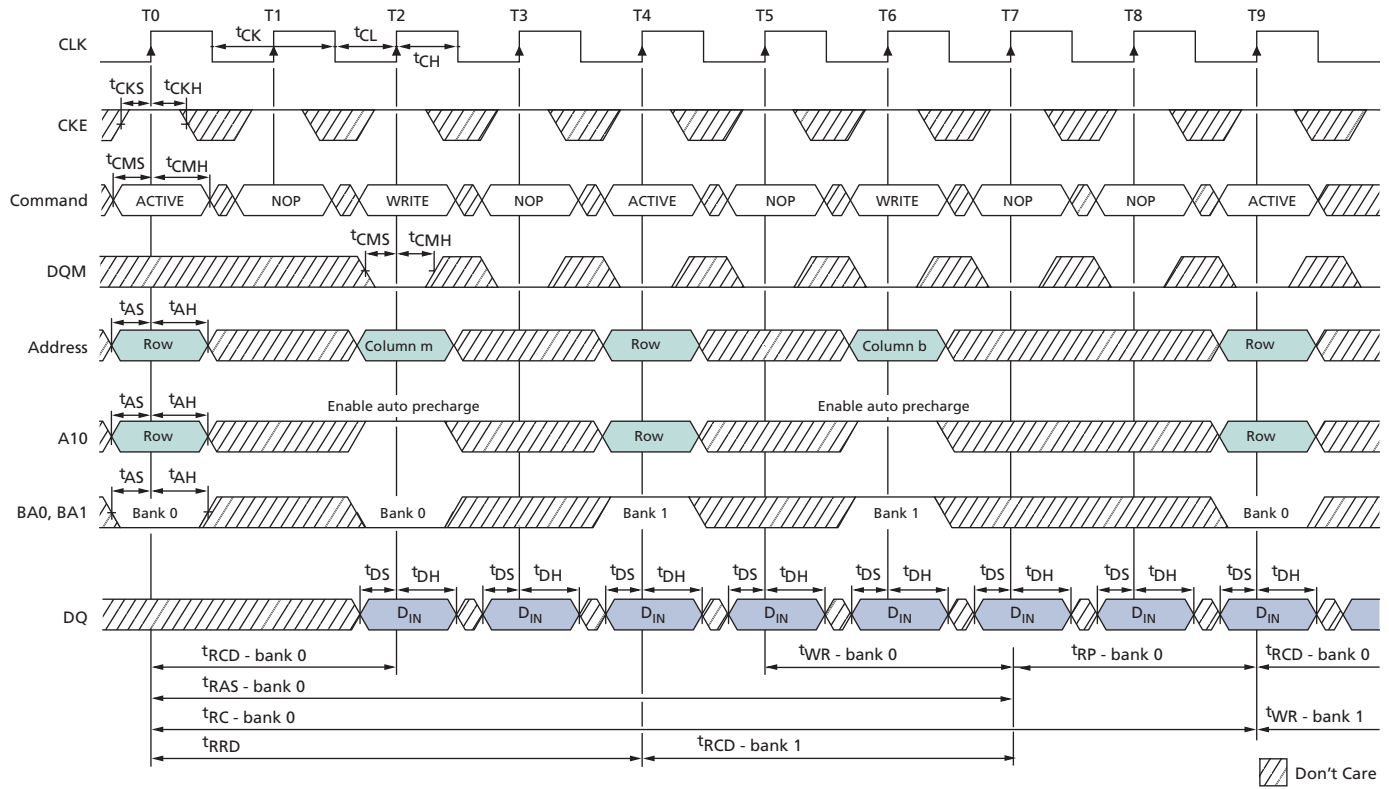 T0 T1 T2 T3 T4 T5 T6 T7 T8 T9
CLK
tCK tCL
tCH
tCKS tCKH
CKE
tCMS tCMH
Command ACTIVE NOP WRITE NOP ACTIVE NOP WRITE NOP NOP ACTIVE
tCMS tCMH
DQM
tAS tAH
Address Row Column m Row Column b Row
tAS tAH Enable auto precharge Enable auto precharge
A10 Row Row Row
tAS tAH
BA0, BA1 Bank 0 Bank 0 Bank 1 Bank 1 Bank 0
tDS tDH tDS tDH tDS tDH tDS tDH tDS tDH tDS tDH tDS tDH tDS tDH
DQ DIN DIN DIN DIN DIN DIN DIN DIN
tRCD - bank 0 tWR - bank 0 tRP - bank 0 tRCD - bank 0
tRAS - bank 0
tRC - bank 0 tWR - bank 1
tRRD tRCD - bank 1
Don't Care